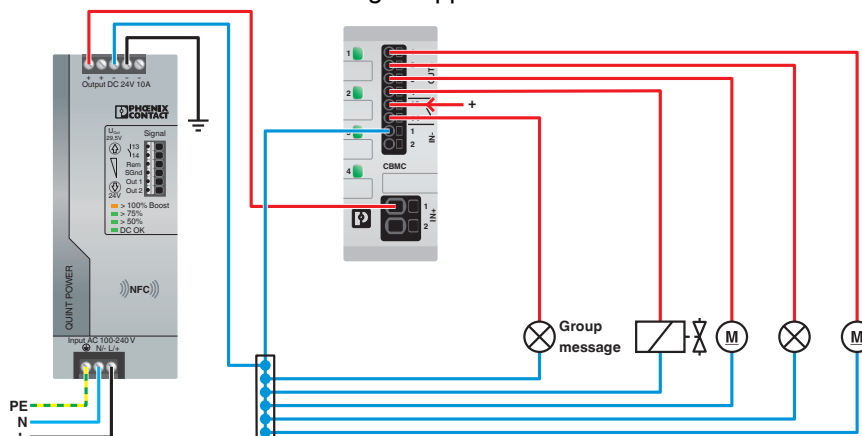 + + − − −
Output DC 24V 10A
PHŒNIX
CONTACT
UOut
29,5V
Signal
13
14
Rem
SGnd
Out 1
Out 2
24V
> 100% Boost
> 75%
> 50%
DC OK
QUINT POWER
NFC
Input AC 100-240 V
N/- L/+
PE
N
1
2
4
OUT
+
1
2
IN-
CBMC
1
2
IN+
Group
message
M
M